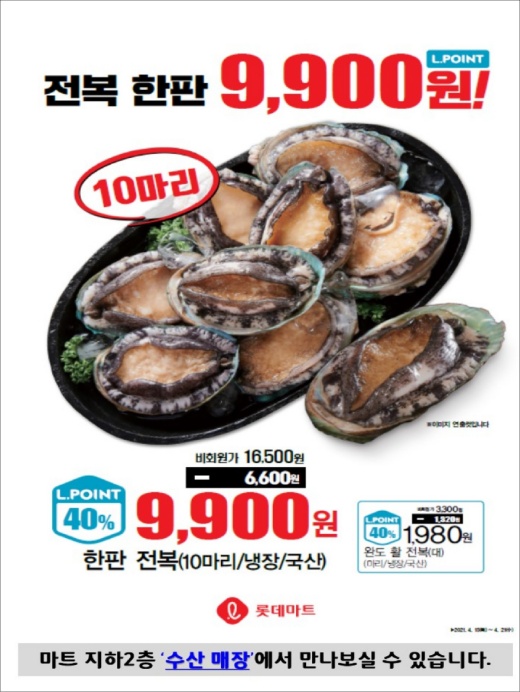 전복 한판 9,900원!
L.POINT
10마리
※이미지 연출컷입니다
비회원가 16,500원
- 6,600원
L.POINT
40%
9,900원
한판 전복(10마리/냉장/국산)
비회원가 3,300원
- 1,320원
L.POINT
40%
1,980원
완도 활 전복(대)
(마리/냉장/국산)
롯데마트
마트 지하2층 '수산 매장'에서 만나보실 수 있습니다.